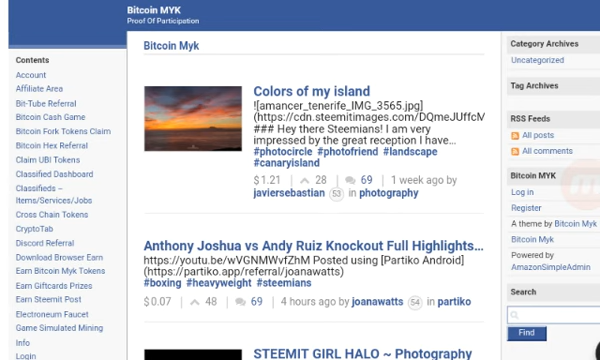 Bitcoin MYK
Proof Of Participation
Contents
Account
Affiliate Area
Bit-Tube Referral
Bitcoin Cash Game
Bitcoin Fork Tokens Claim
Bitcoin Hex Referral
Claim UBI Tokens
Classified Dashboard
Classifieds –
Items/Services/Jobs
Cross Chain Tokens
CryptoTab
Discord Referral
Download Browser Earn
Earn Bitcoin Myk Tokens
Earn Giftcards Prizes
Earn Steemit Post
Electroneum Faucet
Game Simulated Mining
Info
Login
Bitcoin Myk
Colors of my island
![amancer_tenerife_IMG_3565.jpg]
(https://cdn.steemitimages.com/DQmeJUffcM
### Hey there Steemians! I am very
impressed by the great reception I have…
#photocircle #photofriend #landscape
#canaryisland
$ 1.21 | 28 | 69 | 1 week ago by
javiersebastian 53 in photography
Anthony Joshua vs Andy Ruiz Knockout Full Highlights…
https://youtu.be/wVGNMWvfZhM Posted using [Partiko Android]
(https://partiko.app/referral/joanawatts)
#boxing #heavyweight #steemians
$ 0.07 | 48 | 69 | 4 hours ago by joanawatts 54 in partiko
STEEMIT GIRL HALO ~ Photography
Category Archives
Uncategorized
Tag Archives
RSS Feeds
All posts
All comments
Bitcoin MYK
Log in
Register
A theme by Bitcoin Myk
Bitcoin Myk
Powered by
AmazonSimpleAdmin
Search
Find